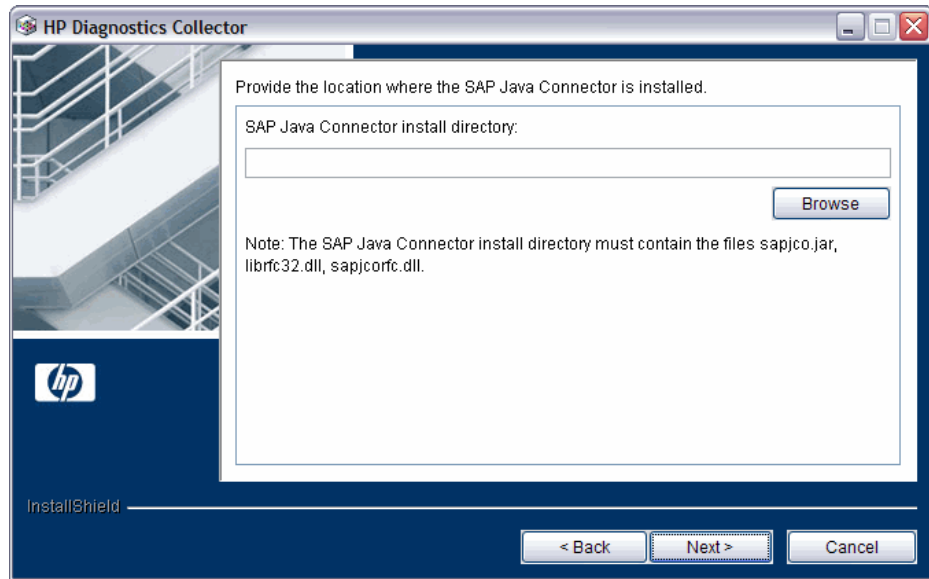 HP Diagnostics Collector
Provide the location where the SAP Java Connector is installed.
SAP Java Connector install directory:
Browse
Note: The SAP Java Connector install directory must contain the files sapjco.jar,
librfc32.dll, sapjcorfc.dll.
hp
InstallShield
< Back
Next >
Cancel